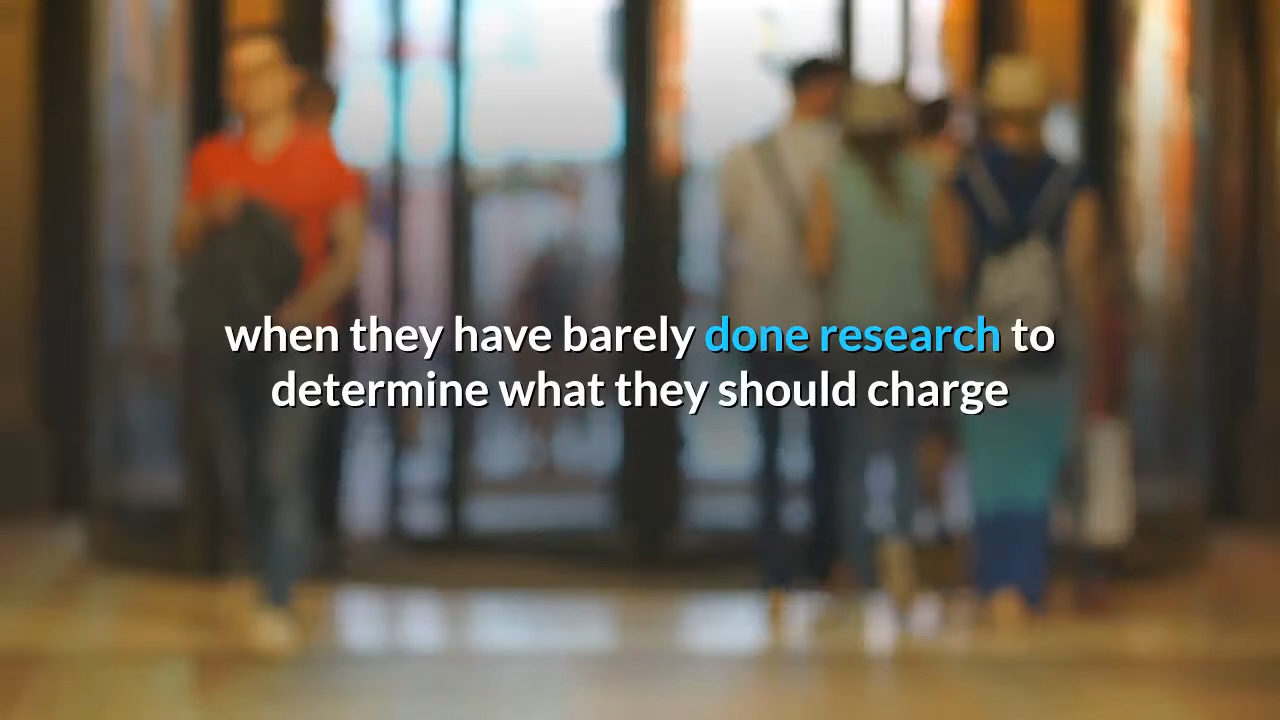 when they have barely done research to
determine what they should charge